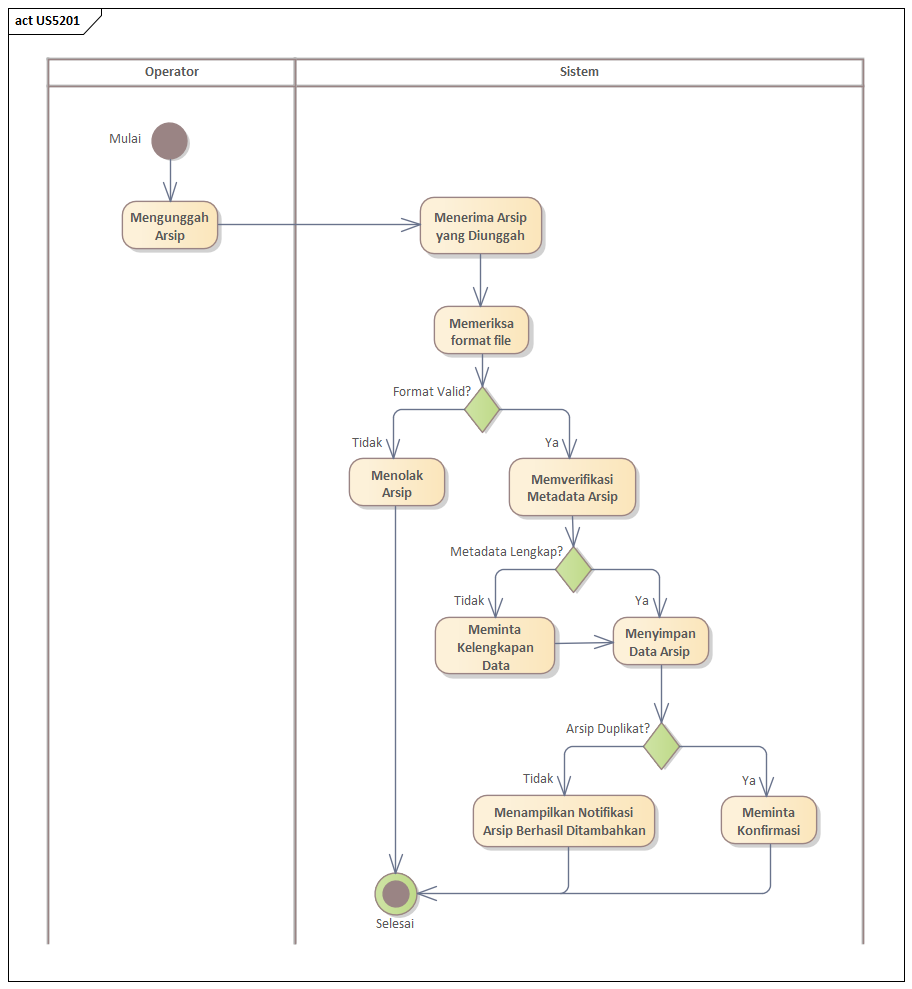 act US5201
Operator
Sistem
Mulai
Mengunggah
Arsip
Menerima Arsip
yang Diunggah
Memeriksa
format file
Format Valid?
Tidak
Ya
Menolak
Arsip
Memverifikasi
Metadata Arsip
Metadata Lengkap?
Tidak
Ya
Meminta
Kelengkapan
Data
Menyimpan
Data Arsip
Arsip Duplikat?
Tidak
Ya
Menampilkan Notifikasi
Arsip Berhasil Ditambahkan
Meminta
Konfirmasi
Selesai